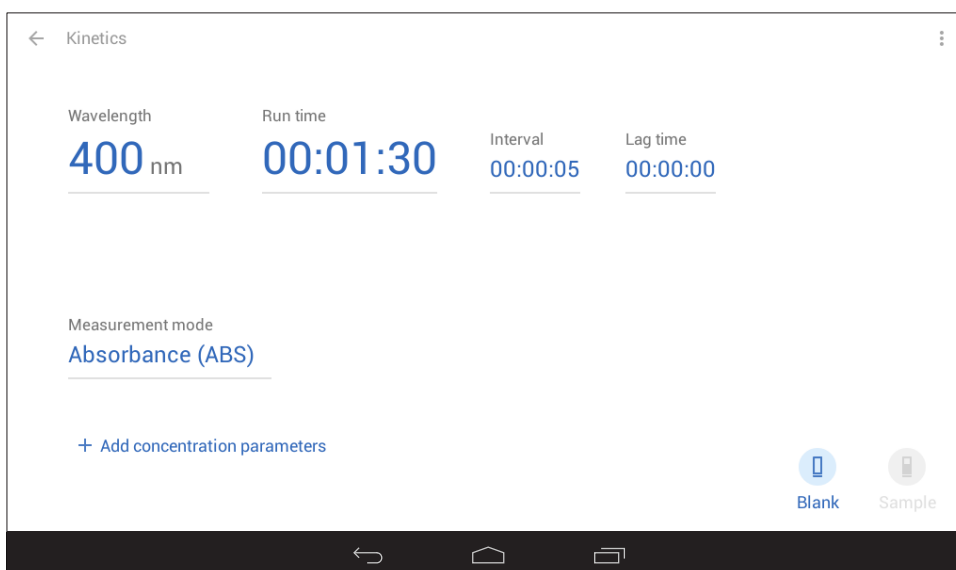 Kinetics
Wavelength
400 nm
Run time
00:01:30
Interval
00:00:05
Lag time
00:00:00
Measurement mode
Absorbance (ABS)
+ Add concentration parameters
Blank
Sample